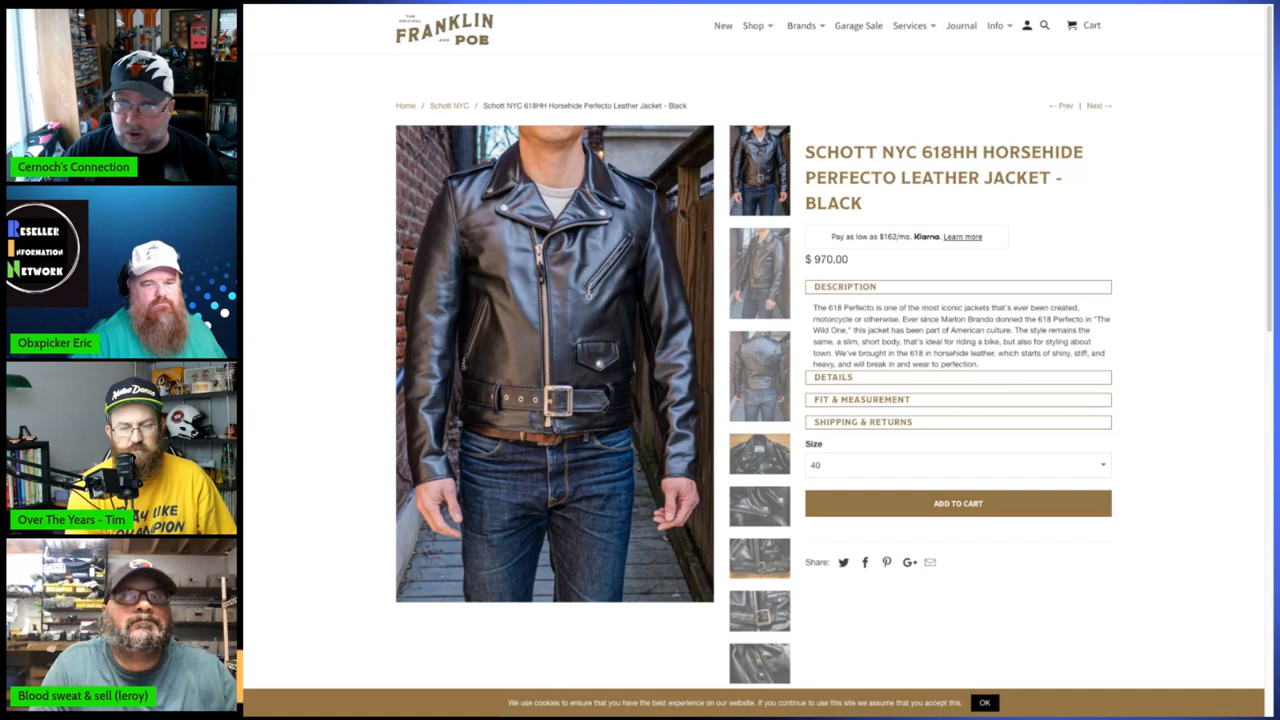 Cernoch's Connection
RESELLER
INFORMATION
NETWORK
Obxpicker Eric
Over The Years - Tim
Blood sweat & sell (leroy)
THE
ORIGINAL
FRANKLIN
AND POE
New Shop Brands Garage Sale Services Journal Info Cart
Home / Schott NYC / Schott NYC 618HH Horsehide Perfecto Leather Jacket - Black
← Prev | Next →
SCHOTT NYC 618HH HORSEHIDE
PERFECTO LEATHER JACKET -
BLACK
Pay as low as $162/mo. Klarna. Learn more
$ 970.00
DESCRIPTION
The 618 Perfecto is one of the most iconic jackets that's ever been created,
motorcycle or otherwise. Ever since Marlon Brando donned the 618 Perfecto in "The
Wild One," this jacket has been part of American culture. The style remains the
same, a slim, short body, that's ideal for riding a bike, but also for styling about
town. We've brought in the 618 in horsehide leather, which starts of shiny, stiff, and
heavy, and will break in and wear to perfection.
DETAILS
FIT & MEASUREMENT
SHIPPING & RETURNS
Size
40
ADD TO CART
Share:
We use cookies to ensure that you have the best experience on our website. If you continue to use this site we assume that you accept this.
OK